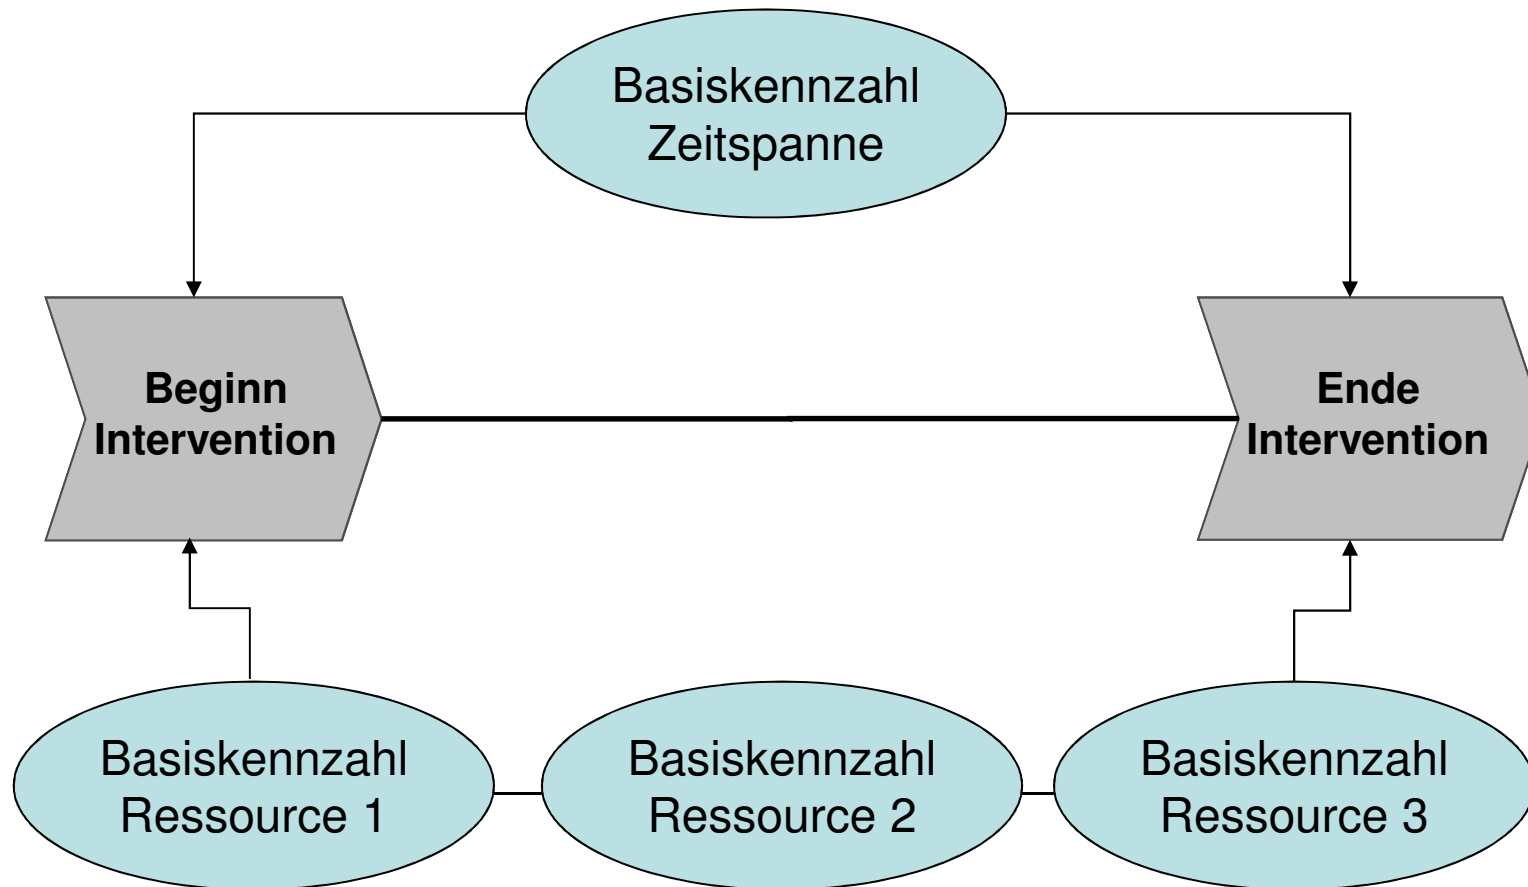 Basiskennzahl
Zeitspanne
Beginn
Intervention
Ende
Intervention
Basiskennzahl
Ressource 1
Basiskennzahl
Ressource 2
Basiskennzahl
Ressource 3